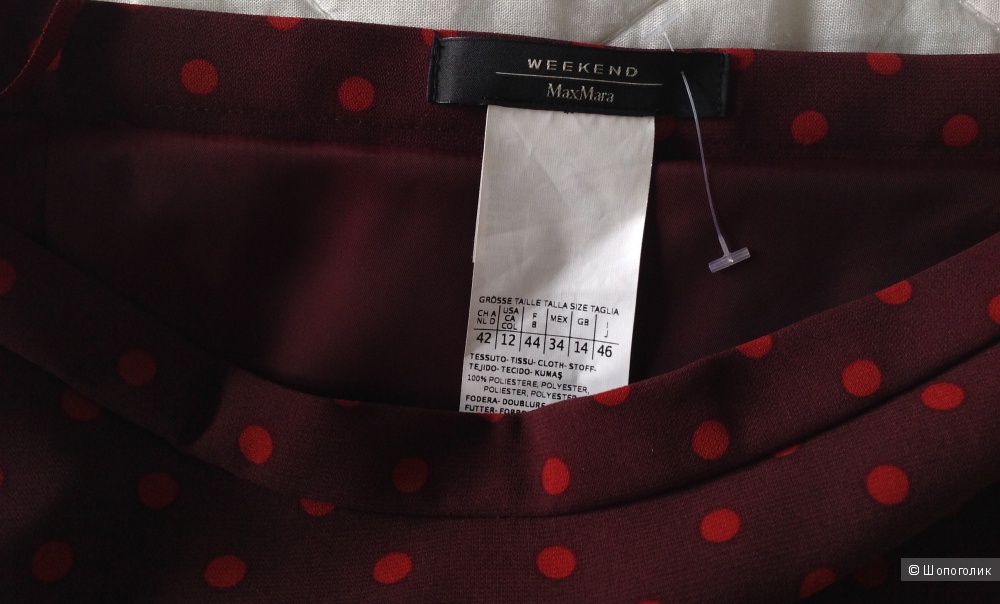 WEEKEND
MaxMara
GRÖSSE TAILLE TALLA SIZE TAGLIA
CH A NL D | USA CA COL | F B | MEX | GB | I J
42 | 12 | 44 | 34 | 14 | 46
TESSUTO-TISSU-CLOTH-STOFF-
TEJIDO-TECIDO-KUMAŞ
100% POLIESTERE, POLYESTER,
POLIESTER, POLYESTER
FODERA-DOUBLURE
FUTTER-
© Шопоголик